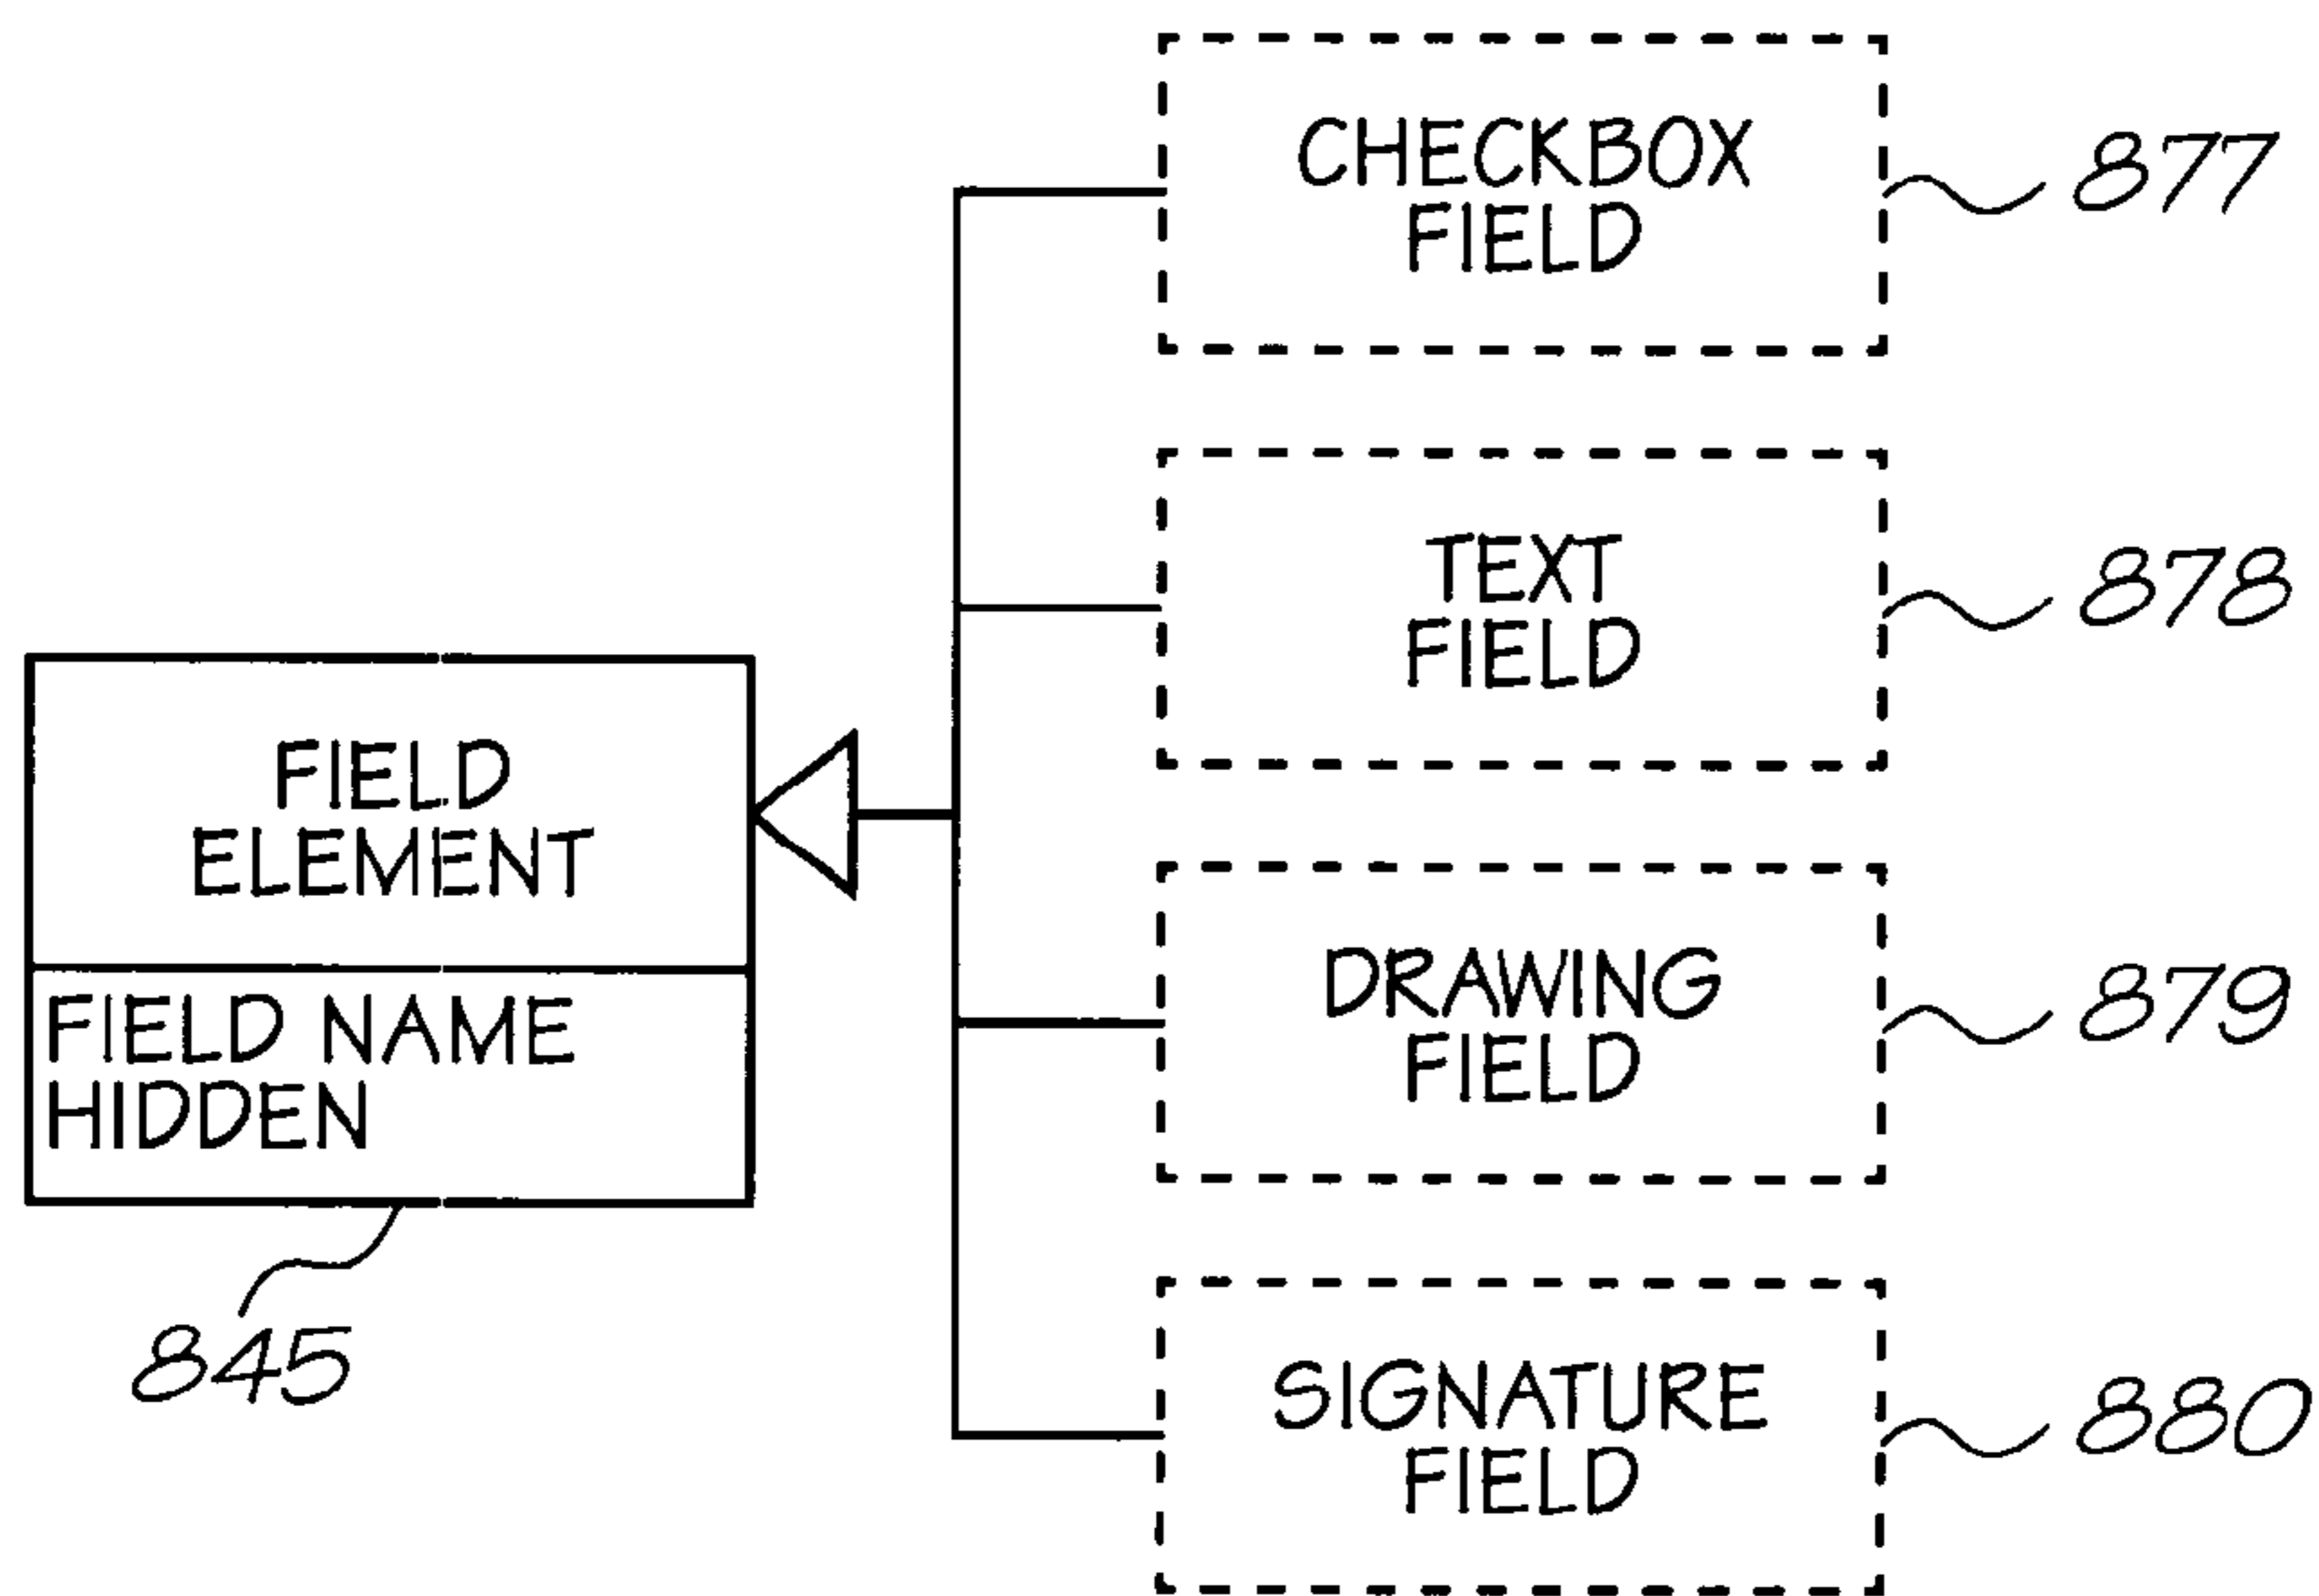 CHECKBOX
FIELD
877
TEXT
FIELD
878
FIELD
ELEMENT
FIELD NAME
HIDDEN
845
DRAWING
FIELD
879
SIGNATURE
FIELD
880